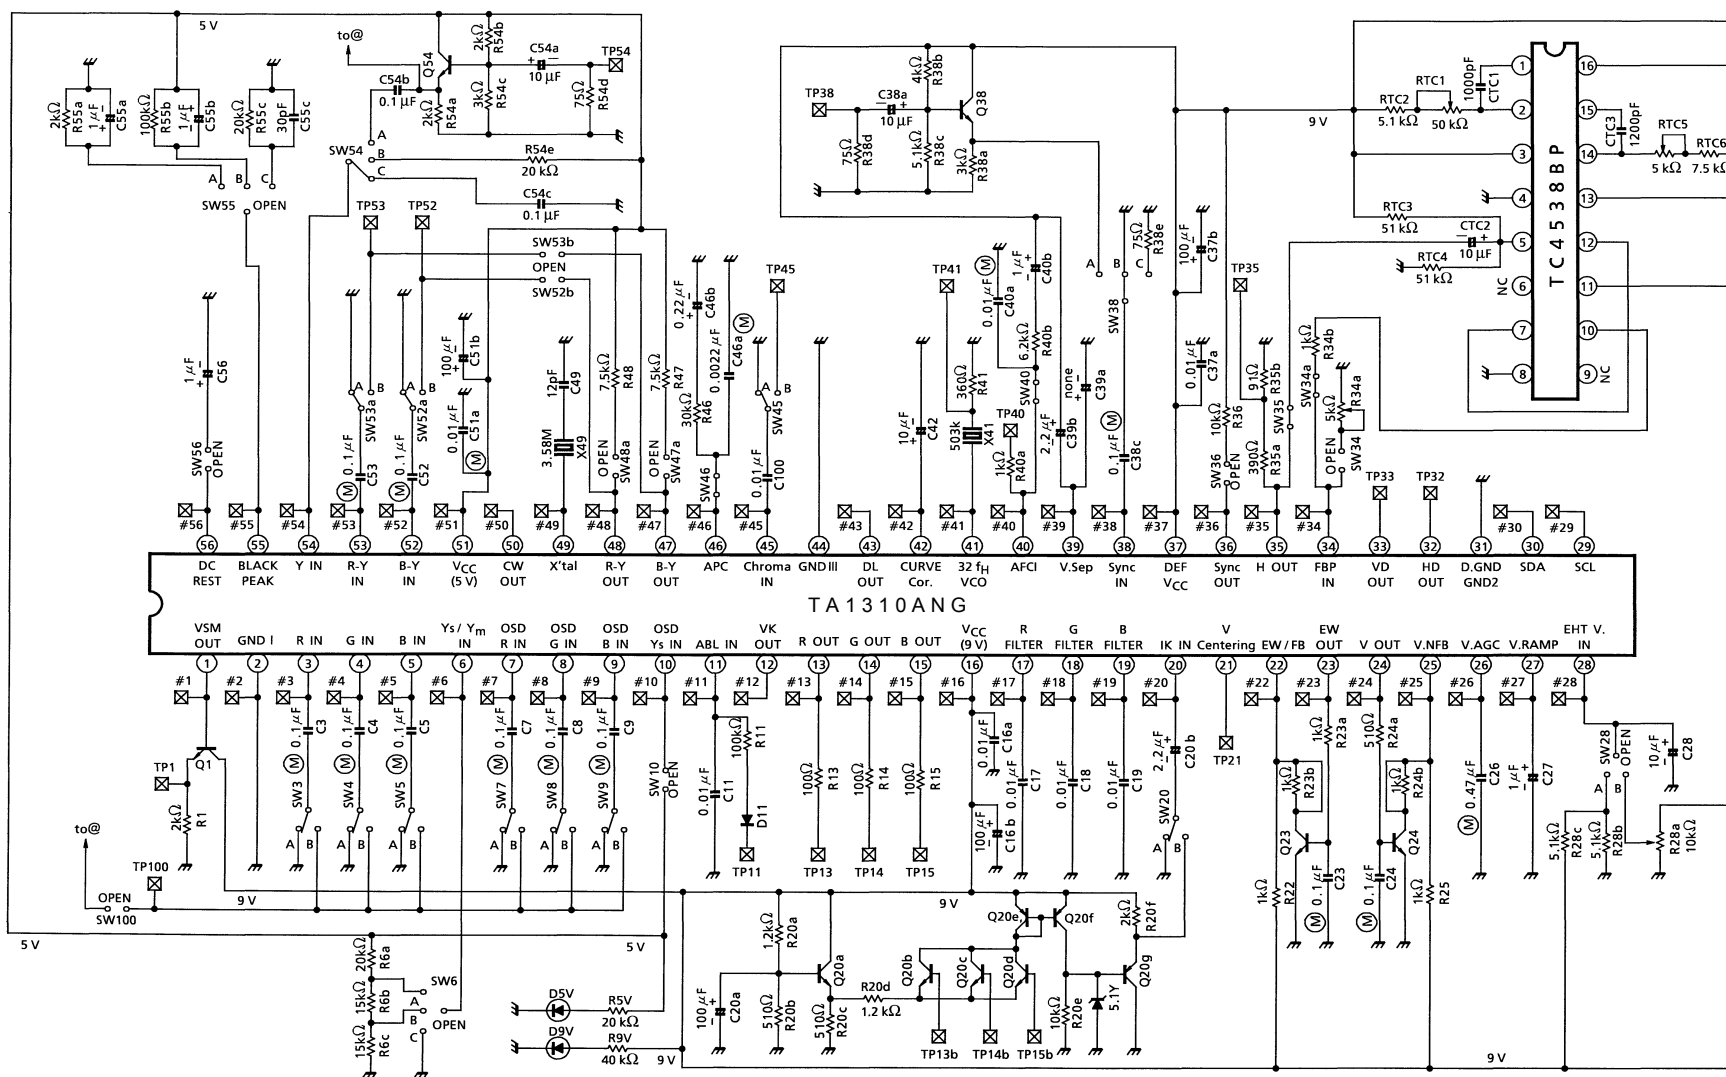 5 V
to@
Q54
2kΩ R54b
C54a
+ −
10 μF
TP54
C54b
0.1 μF
2kΩ R54a
3kΩ R54c
75Ω R54d
2kΩ R55a
1 μF C55a
100kΩ R55b
1 μF C55b
20kΩ R55c
30pF C55c
A B C
SW55 OPEN
SW54
A
B
C
R54e
20 kΩ
C54c
0.1 μF
TP53
TP52
SW53b
OPEN
SW52b
TP38
C38a
− +
10 μF
4kΩ R38b
Q38
75Ω R38d
5.1kΩ R38c
3kΩ R38a
9 V
RTC1
RTC2
5.1 kΩ
50 kΩ
1000pF CTC1
RTC3
51 kΩ
CTC2
− +
10 μF
RTC4
51 kΩ
TC4538BP
1 2 3 4 5 6 7 8
16 15 14 13 12 11 10 9
NC
NC
CTC3 1200pF
RTC5
5 kΩ
RTC6
7.5 kΩ
1 μF C56
SW56 OPEN
A B
SW53a
A B
SW52a
M 0.1 μF C53
M 0.1 μF C52
100 μF C51b
0.01 μF C51a
M
12pF C49
3.58M X49
7.5kΩ R48
OPEN SW48a
7.5kΩ R47
OPEN SW47a
0.22 μF C46b
30kΩ R46
0.0022 μF C46a
M
SW46
TP45
A B
SW45
0.01 μF C100
10 μF C42
TP41
360Ω R41
503k X41
M
0.01 μF C40a
1 μF C40b
6.2kΩ R40b
SW40
TP40
1kΩ R40a
none C39a
2.2 μF C39b
A B C
SW38
75Ω R38e
M
0.1 μF C38c
100 μF C37b
0.01 μF C37a
10kΩ R36
SW36 OPEN
TP35
91Ω R35b
SW35
390Ω R35a
1kΩ R34b
SW34a
5kΩ R34a
OPEN SW34
TP33
TP32
#56 #55 #54 #53 #52 #51 #50 #49 #48 #47 #46 #45 #43 #42 #41 #40 #39 #38 #37 #36 #35 #34 #30 #29
56 55 54 53 52 51 50 49 48 47 46 45 44 43 42 41 40 39 38 37 36 35 34 33 32 31 30 29
DC REST
BLACK PEAK
Y IN
R-Y IN
B-Y IN
VCC (5 V)
CW OUT
X'tal
R-Y OUT
B-Y OUT
APC
Chroma IN
GND III
DL OUT
CURVE Cor.
32 fH VCO
AFCI
V.Sep
Sync IN
DEF VCC
Sync OUT
H OUT
FBP IN
VD OUT
HD OUT
D.GND GND2
SDA
SCL
TA1310ANG
VSM OUT
GND I
R IN
G IN
B IN
Ys / Ym IN
OSD R IN
OSD G IN
OSD B IN
OSD Ys IN
ABL IN
VK OUT
R OUT
G OUT
B OUT
VCC (9 V)
R FILTER
G FILTER
B FILTER
IK IN
V Centering
EW / FB
EW OUT
V OUT
V.NFB
V.AGC
V.RAMP
EHT V. IN
1 2 3 4 5 6 7 8 9 10 11 12 13 14 15 16 17 18 19 20 21 22 23 24 25 26 27 28
#1 #2 #3 #4 #5 #6 #7 #8 #9 #10 #11 #12 #13 #14 #15 #16 #17 #18 #19 #20 #22 #23 #24 #25 #26 #27 #28
TP1
Q1
2kΩ R1
M 0.1 μF C3
M 0.1 μF C4
M 0.1 μF C5
M 0.1 μF C7
M 0.1 μF C8
M 0.1 μF C9
SW3
SW4
SW5
SW7
SW8
SW9
A B A B A B A B A B A B
SW10 OPEN
100kΩ R11
0.01 μF C11
D11
TP11
100Ω R13
TP13
100Ω R14
TP14
100Ω R15
TP15
0.01 μF C16a
100 μF C16b
0.01 μF C17
0.01 μF C18
0.01 μF C19
2.2 μF C20b
SW20
A B
TP21
1kΩ R23a
1kΩ R23b
Q23
1kΩ R22
M 0.1 μF C23
510Ω R24a
1kΩ R24b
Q24
M 0.1 μF C24
1kΩ R25
M 0.47 μF C26
1 μF C27
SW28 OPEN
A B
10 μF C28
5.1kΩ R28c
5.1kΩ R28b
R28a
10kΩ
to@
TP100
OPEN
SW100
9 V
5 V
5 V
20kΩ R6a
15kΩ R6b
15kΩ R6c
SW6
A
B
C
OPEN
D5V
R5V
20 kΩ
D9V
R9V
40 kΩ
9 V
1.2kΩ R20a
100 μF C20a
510Ω R20b
Q20a
510Ω R20c
R20d
1.2 kΩ
9 V
Q20b
Q20c
Q20d
Q20e
Q20f
2kΩ R20f
Q20g
5.1Y
10kΩ R20e
TP13b
TP14b
TP15b
9 V